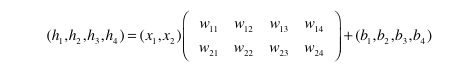 (h₁,h₂,h₃,h₄) = (x₁,x₂) ( w₁₁ w₁₂ w₁₃ w₁₄
w₂₁ w₂₂ w₂₃ w₂₄ ) + (b₁,b₂,b₃,b₄)